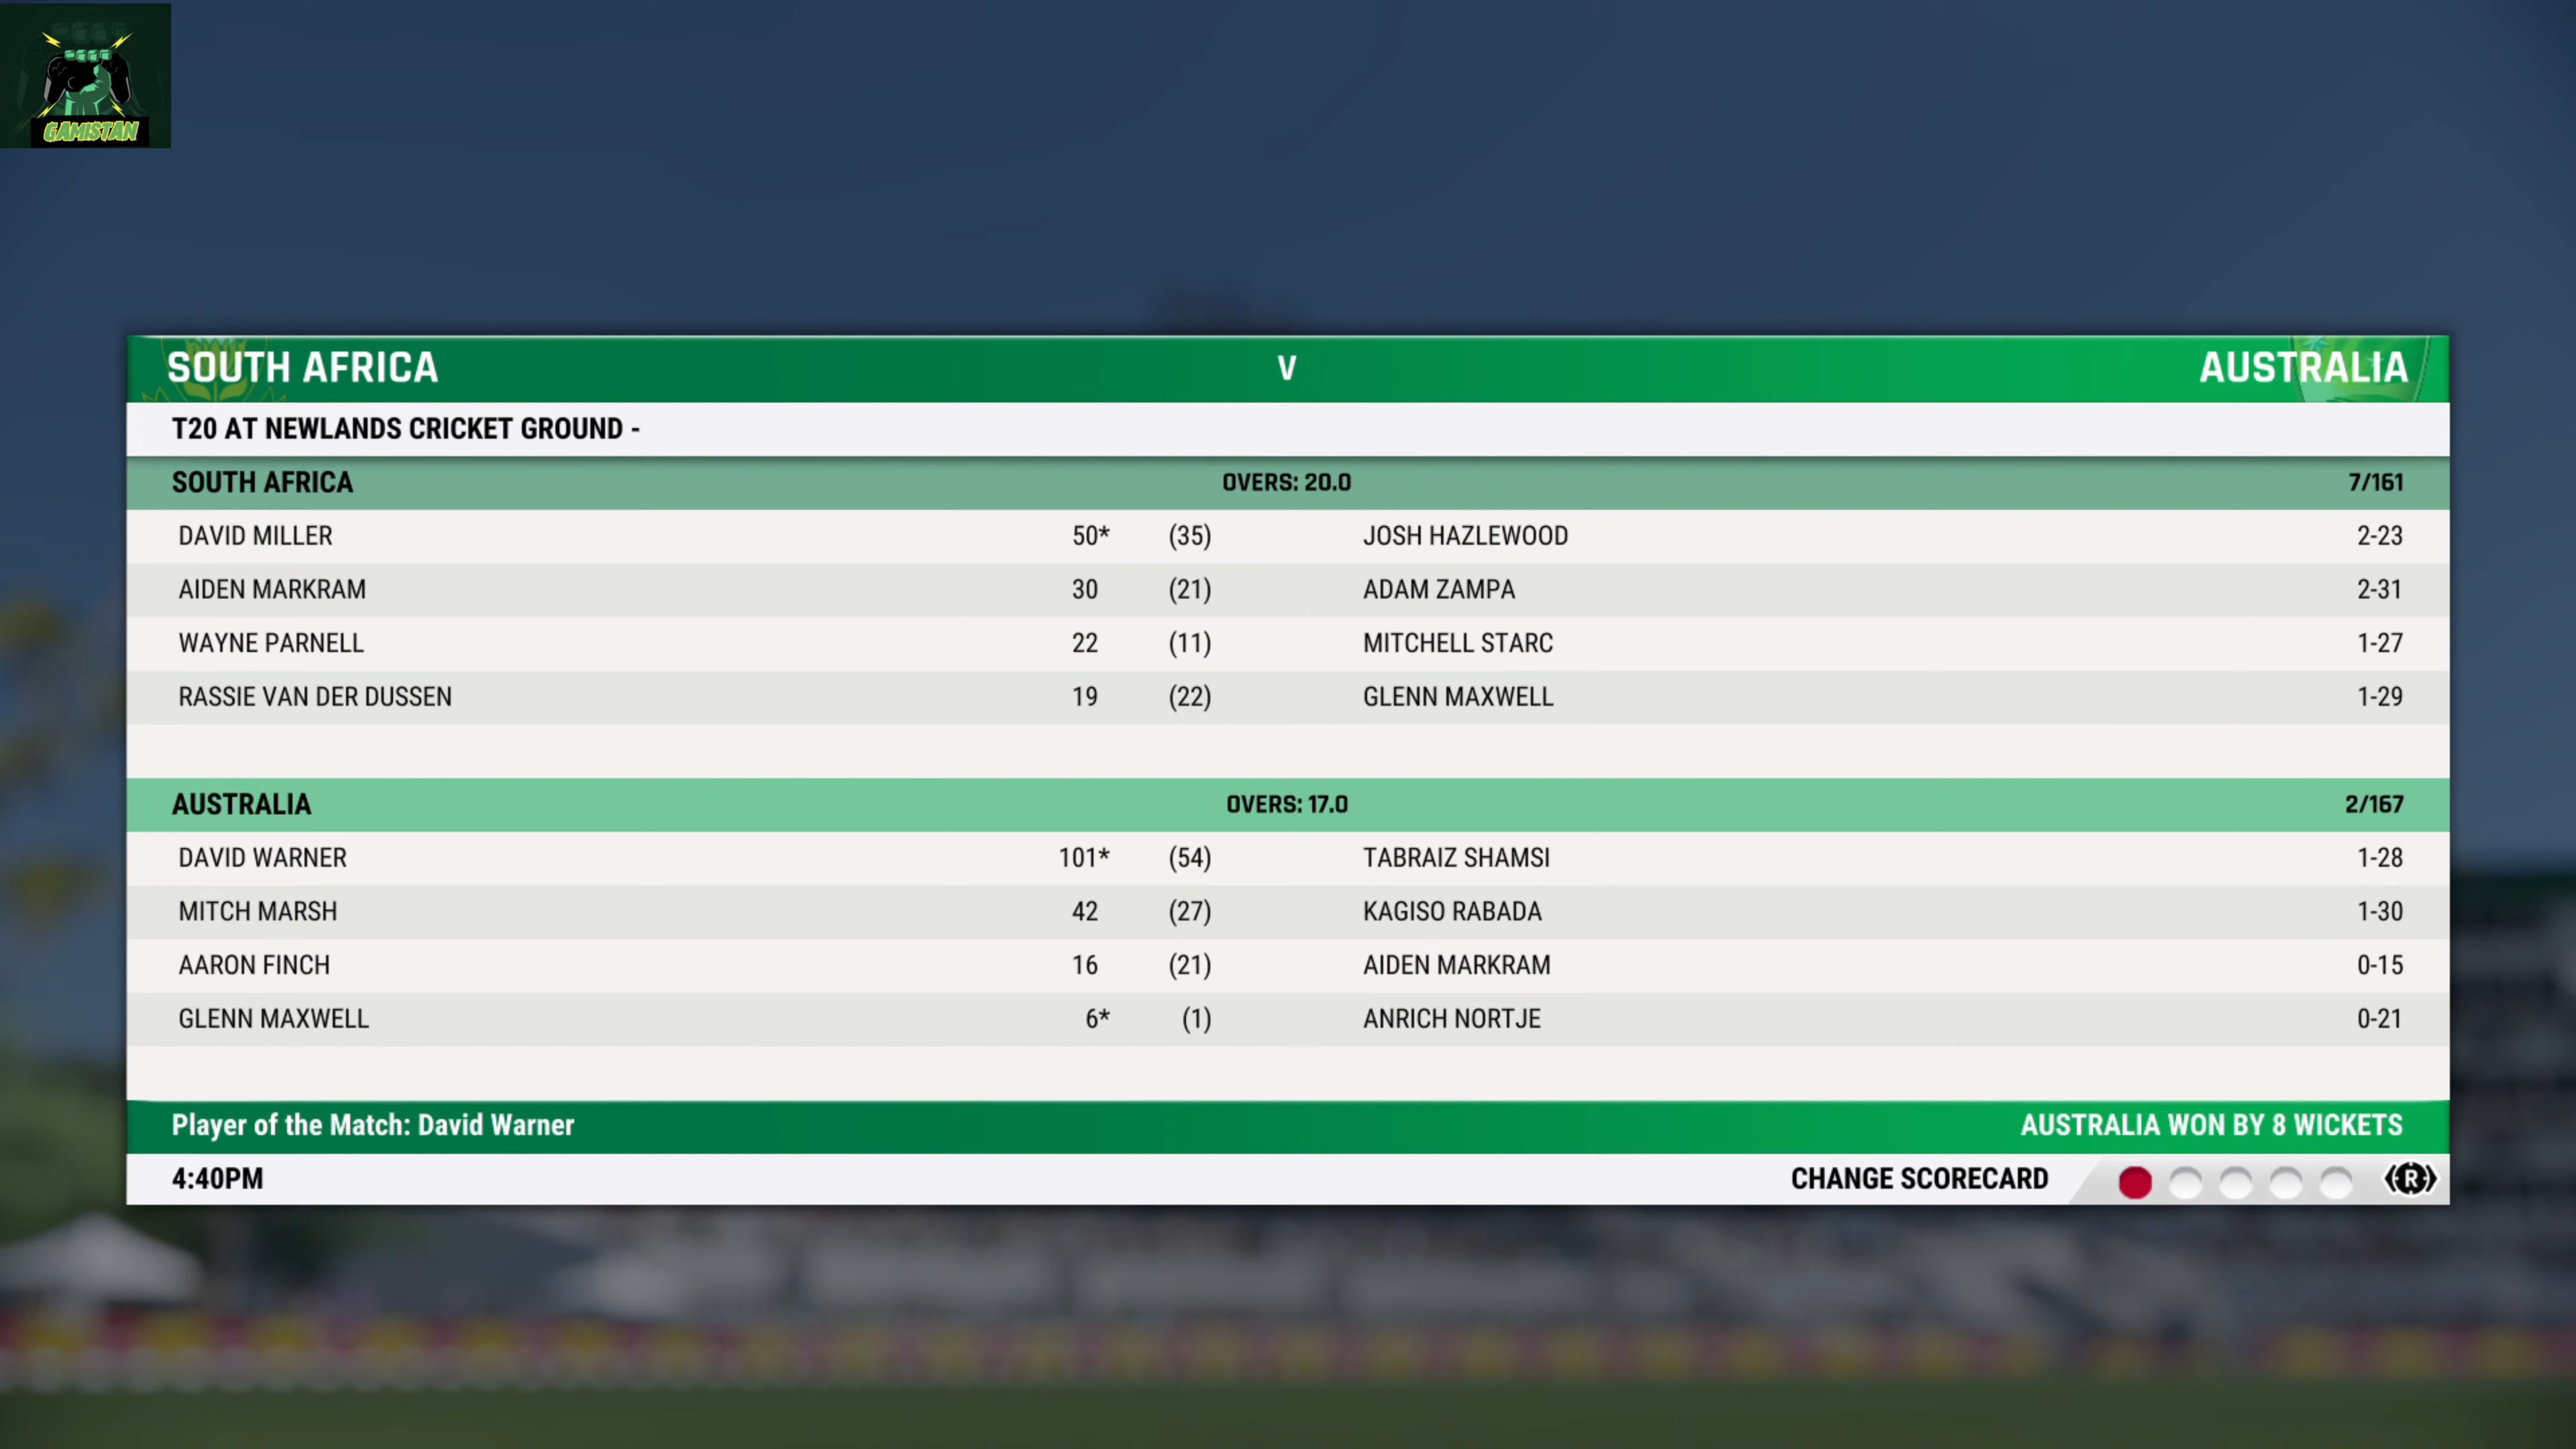 GAMISTAN
SOUTH AFRICA V AUSTRALIA
T20 AT NEWLANDS CRICKET GROUND -
SOUTH AFRICA OVERS: 20.0 7/161
DAVID MILLER 50* (35) JOSH HAZLEWOOD 2-23
AIDEN MARKRAM 30 (21) ADAM ZAMPA 2-31
WAYNE PARNELL 22 (11) MITCHELL STARC 1-27
RASSIE VAN DER DUSSEN 19 (22) GLENN MAXWELL 1-29
AUSTRALIA OVERS: 17.0 2/167
DAVID WARNER 101* (54) TABRAIZ SHAMSI 1-28
MITCH MARSH 42 (27) KAGISO RABADA 1-30
AARON FINCH 16 (21) AIDEN MARKRAM 0-15
GLENN MAXWELL 6* (1) ANRICH NORTJE 0-21
Player of the Match: David Warner AUSTRALIA WON BY 8 WICKETS
4:40PM CHANGE SCORECARD R